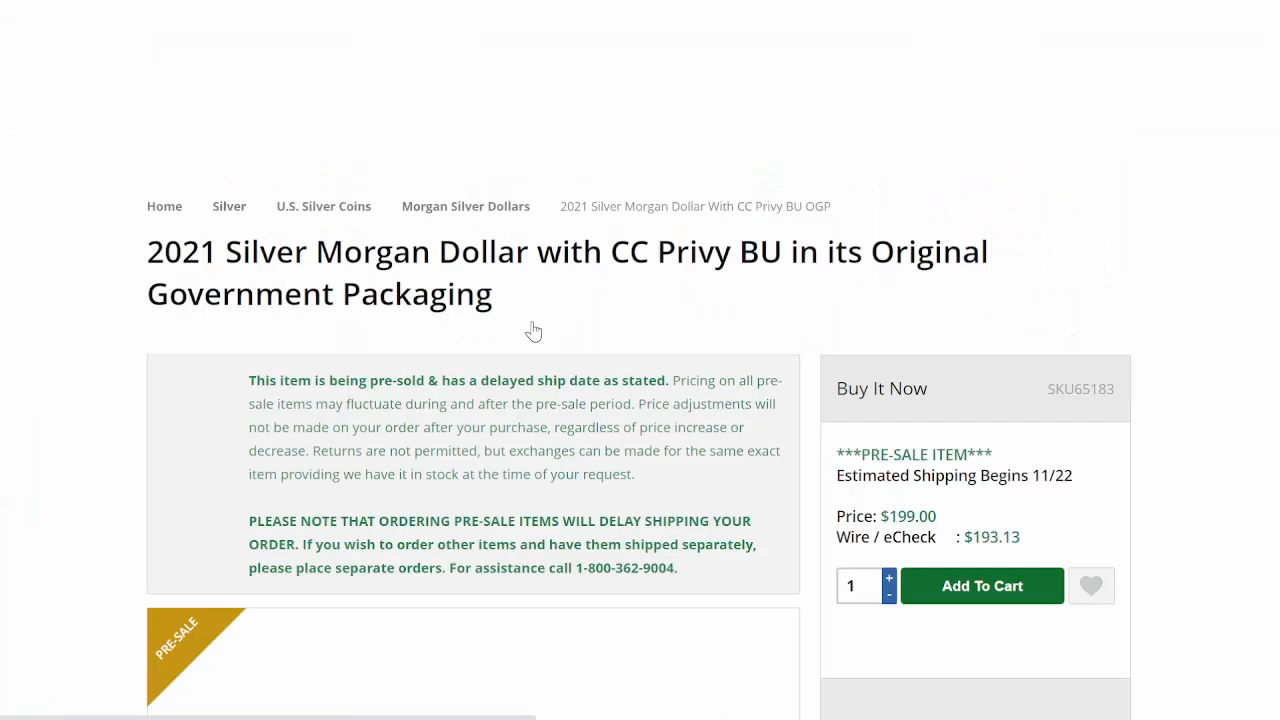 Home Silver U.S. Silver Coins Morgan Silver Dollars 2021 Silver Morgan Dollar With CC Privy BU OGP
2021 Silver Morgan Dollar with CC Privy BU in its Original
Government Packaging
This item is being pre-sold & has a delayed ship date as stated. Pricing on all pre-
sale items may fluctuate during and after the pre-sale period. Price adjustments will
not be made on your order after your purchase, regardless of price increase or
decrease. Returns are not permitted, but exchanges can be made for the same exact
item providing we have it in stock at the time of your request.
PLEASE NOTE THAT ORDERING PRE-SALE ITEMS WILL DELAY SHIPPING YOUR
ORDER. If you wish to order other items and have them shipped separately,
please place separate orders. For assistance call 1-800-362-9004.
PRE-SALE
Buy It Now SKU65183
***PRE-SALE ITEM***
Estimated Shipping Begins 11/22
Price: $199.00
Wire / eCheck : $193.13
1 + - Add To Cart